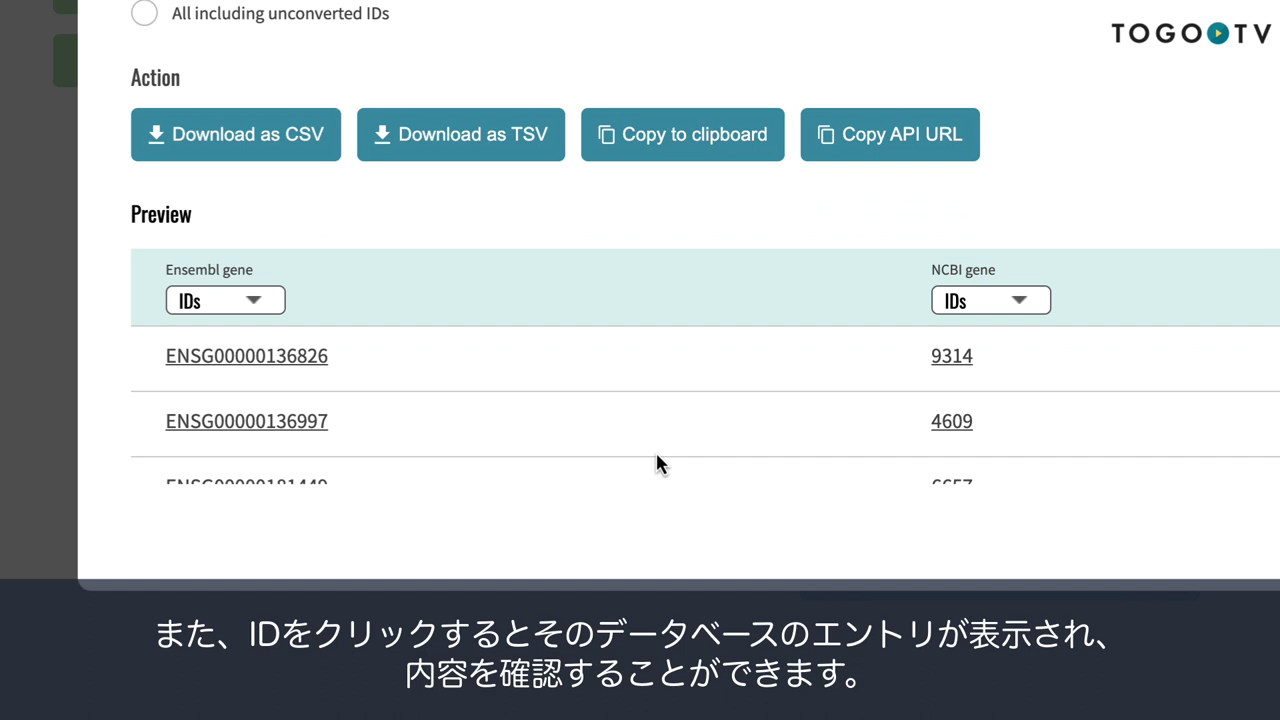 All including unconverted IDs
TOGO TV
Action
Download as CSV Download as TSV Copy to clipboard Copy API URL
Preview
Ensembl gene NCBI gene
IDs IDs
ENSG00000136826 9314
ENSG00000136997 4609
ENSG00000181449 6657
また、IDをクリックするとそのデータベースのエントリが表示され、
内容を確認することができます。